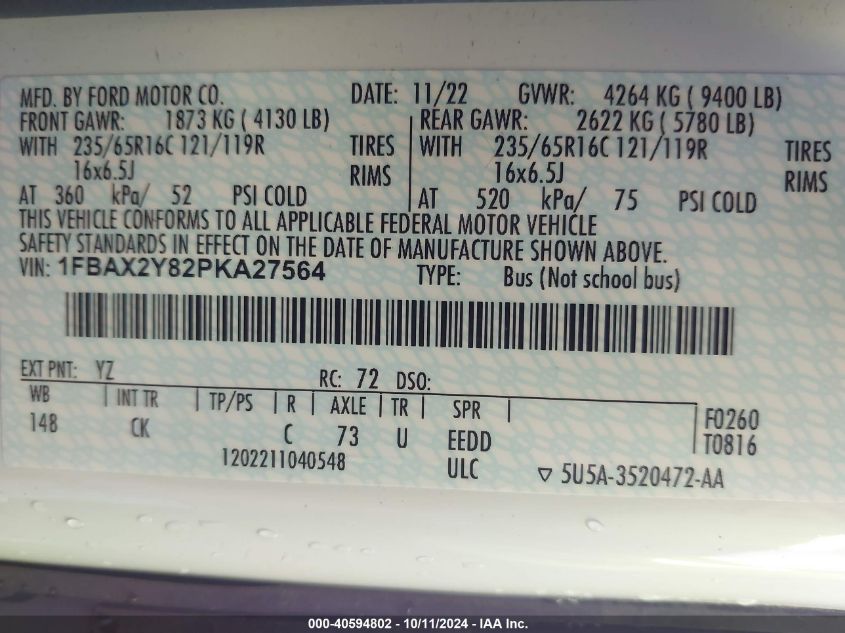 MFD. BY FORD MOTOR CO. DATE: 11/22 GVWR: 4264 KG ( 9400 LB)
FRONT GAWR: 1873 KG ( 4130 LB) REAR GAWR: 2622 KG ( 5780 LB)
WITH 235/65R16C 121/119R TIRES WITH 235/65R16C 121/119R TIRES
16x6.5J RIMS 16x6.5J RIMS
AT 360 kPa/ 52 PSI COLD AT 520 kPa/ 75 PSI COLD
THIS VEHICLE CONFORMS TO ALL APPLICABLE FEDERAL MOTOR VEHICLE
SAFETY STANDARDS IN EFFECT ON THE DATE OF MANUFACTURE SHOWN ABOVE.
VIN: 1FBAX2Y82PKA27564 TYPE: Bus (Not school bus)
EXT PNT: YZ RC: 72 DSO:
WB INT TR TP/PS R AXLE TR SPR F0260
148 CK C 73 U EEDD T0816
1202211040548 ULC ▽ 5U5A-3520472-AA
000-40594802 - 10/11/2024 - IAA Inc.